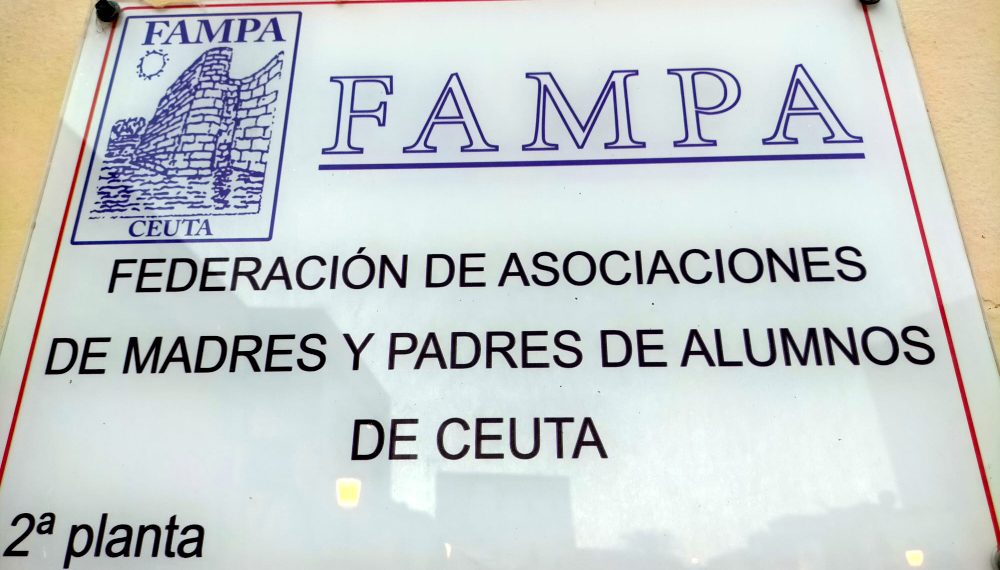 FAMPA
CEUTA
FAMPA
FEDERACIÓN DE ASOCIACIONES
DE MADRES Y PADRES DE ALUMNOS
DE CEUTA
2ª planta